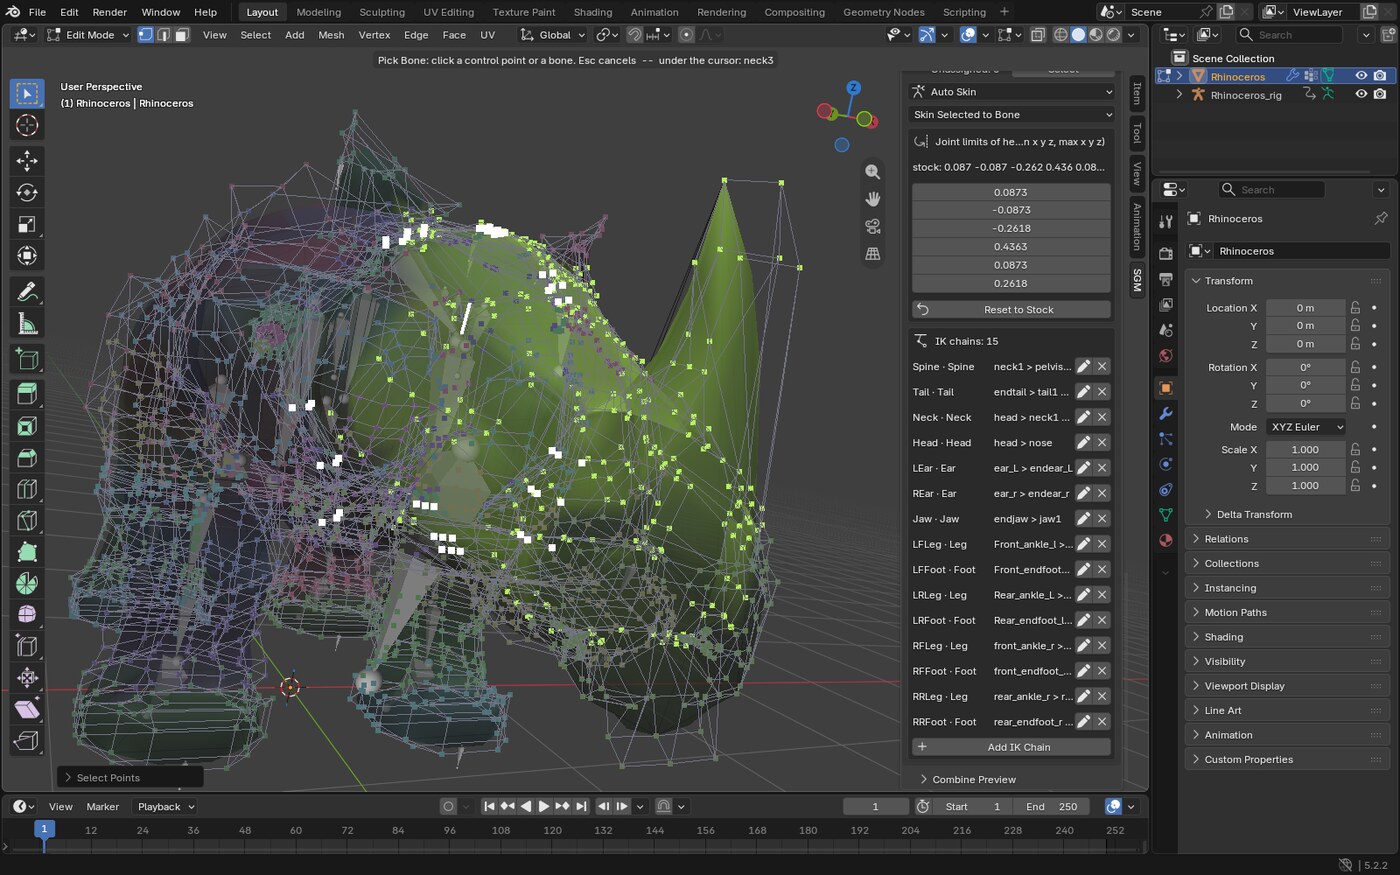 File Edit Render Window Help Layout Modeling Sculpting UV Editing Texture Paint Shading Animation Rendering Compositing Geometry Nodes Scripting + Scene ViewLayer
Edit Mode View Select Add Mesh Vertex Edge Face UV Global
Search
Pick Bone: click a control point or a bone. Esc cancels -- under the cursor: neck3
User Perspective
(1) Rhinoceros | Rhinoceros
Z
Select Points
Auto Skin
Skin Selected to Bone
Joint limits of he...n x y z, max x y z)
stock: 0.087 -0.087 -0.262 0.436 0.08...
0.0873
-0.0873
-0.2618
0.4363
0.0873
0.2618
Reset to Stock
IK chains: 15
Spine · Spine neck1 > pelvis...
Tail · Tail endtail > tail1 ...
Neck · Neck head > neck1 ...
Head · Head head > nose
LEar · Ear ear_L > endear_L
REar · Ear ear_r > endear_r
Jaw · Jaw endjaw > jaw1
LFLeg · Leg Front_ankle_l >...
LFFoot · Foot Front_endfoot...
LRLeg · Leg Rear_ankle_L >...
LRFoot · Foot Rear_endfoot_l...
RFLeg · Leg front_ankle_r >...
RFFoot · Foot front_endfoot_...
RRLeg · Leg rear_ankle_r > r...
RRFoot · Foot rear_endfoot_r ...
Add IK Chain
Combine Preview
Item
Tool
View
Animation
SGM
Scene Collection
Rhinoceros
Rhinoceros_rig
Search
Rhinoceros
Rhinoceros
Transform
Location X 0 m
Y 0 m
Z 0 m
Rotation X 0°
Y 0°
Z 0°
Mode XYZ Euler
Scale X 1.000
Y 1.000
Z 1.000
Delta Transform
Relations
Collections
Instancing
Motion Paths
Shading
Visibility
Viewport Display
Line Art
Animation
Custom Properties
View Marker Playback 1 Start 1 End 250
1 12 24 36 48 60 72 84 96 108 120 132 144 156 168 180 192 204 216 228 240 252
5.2.2